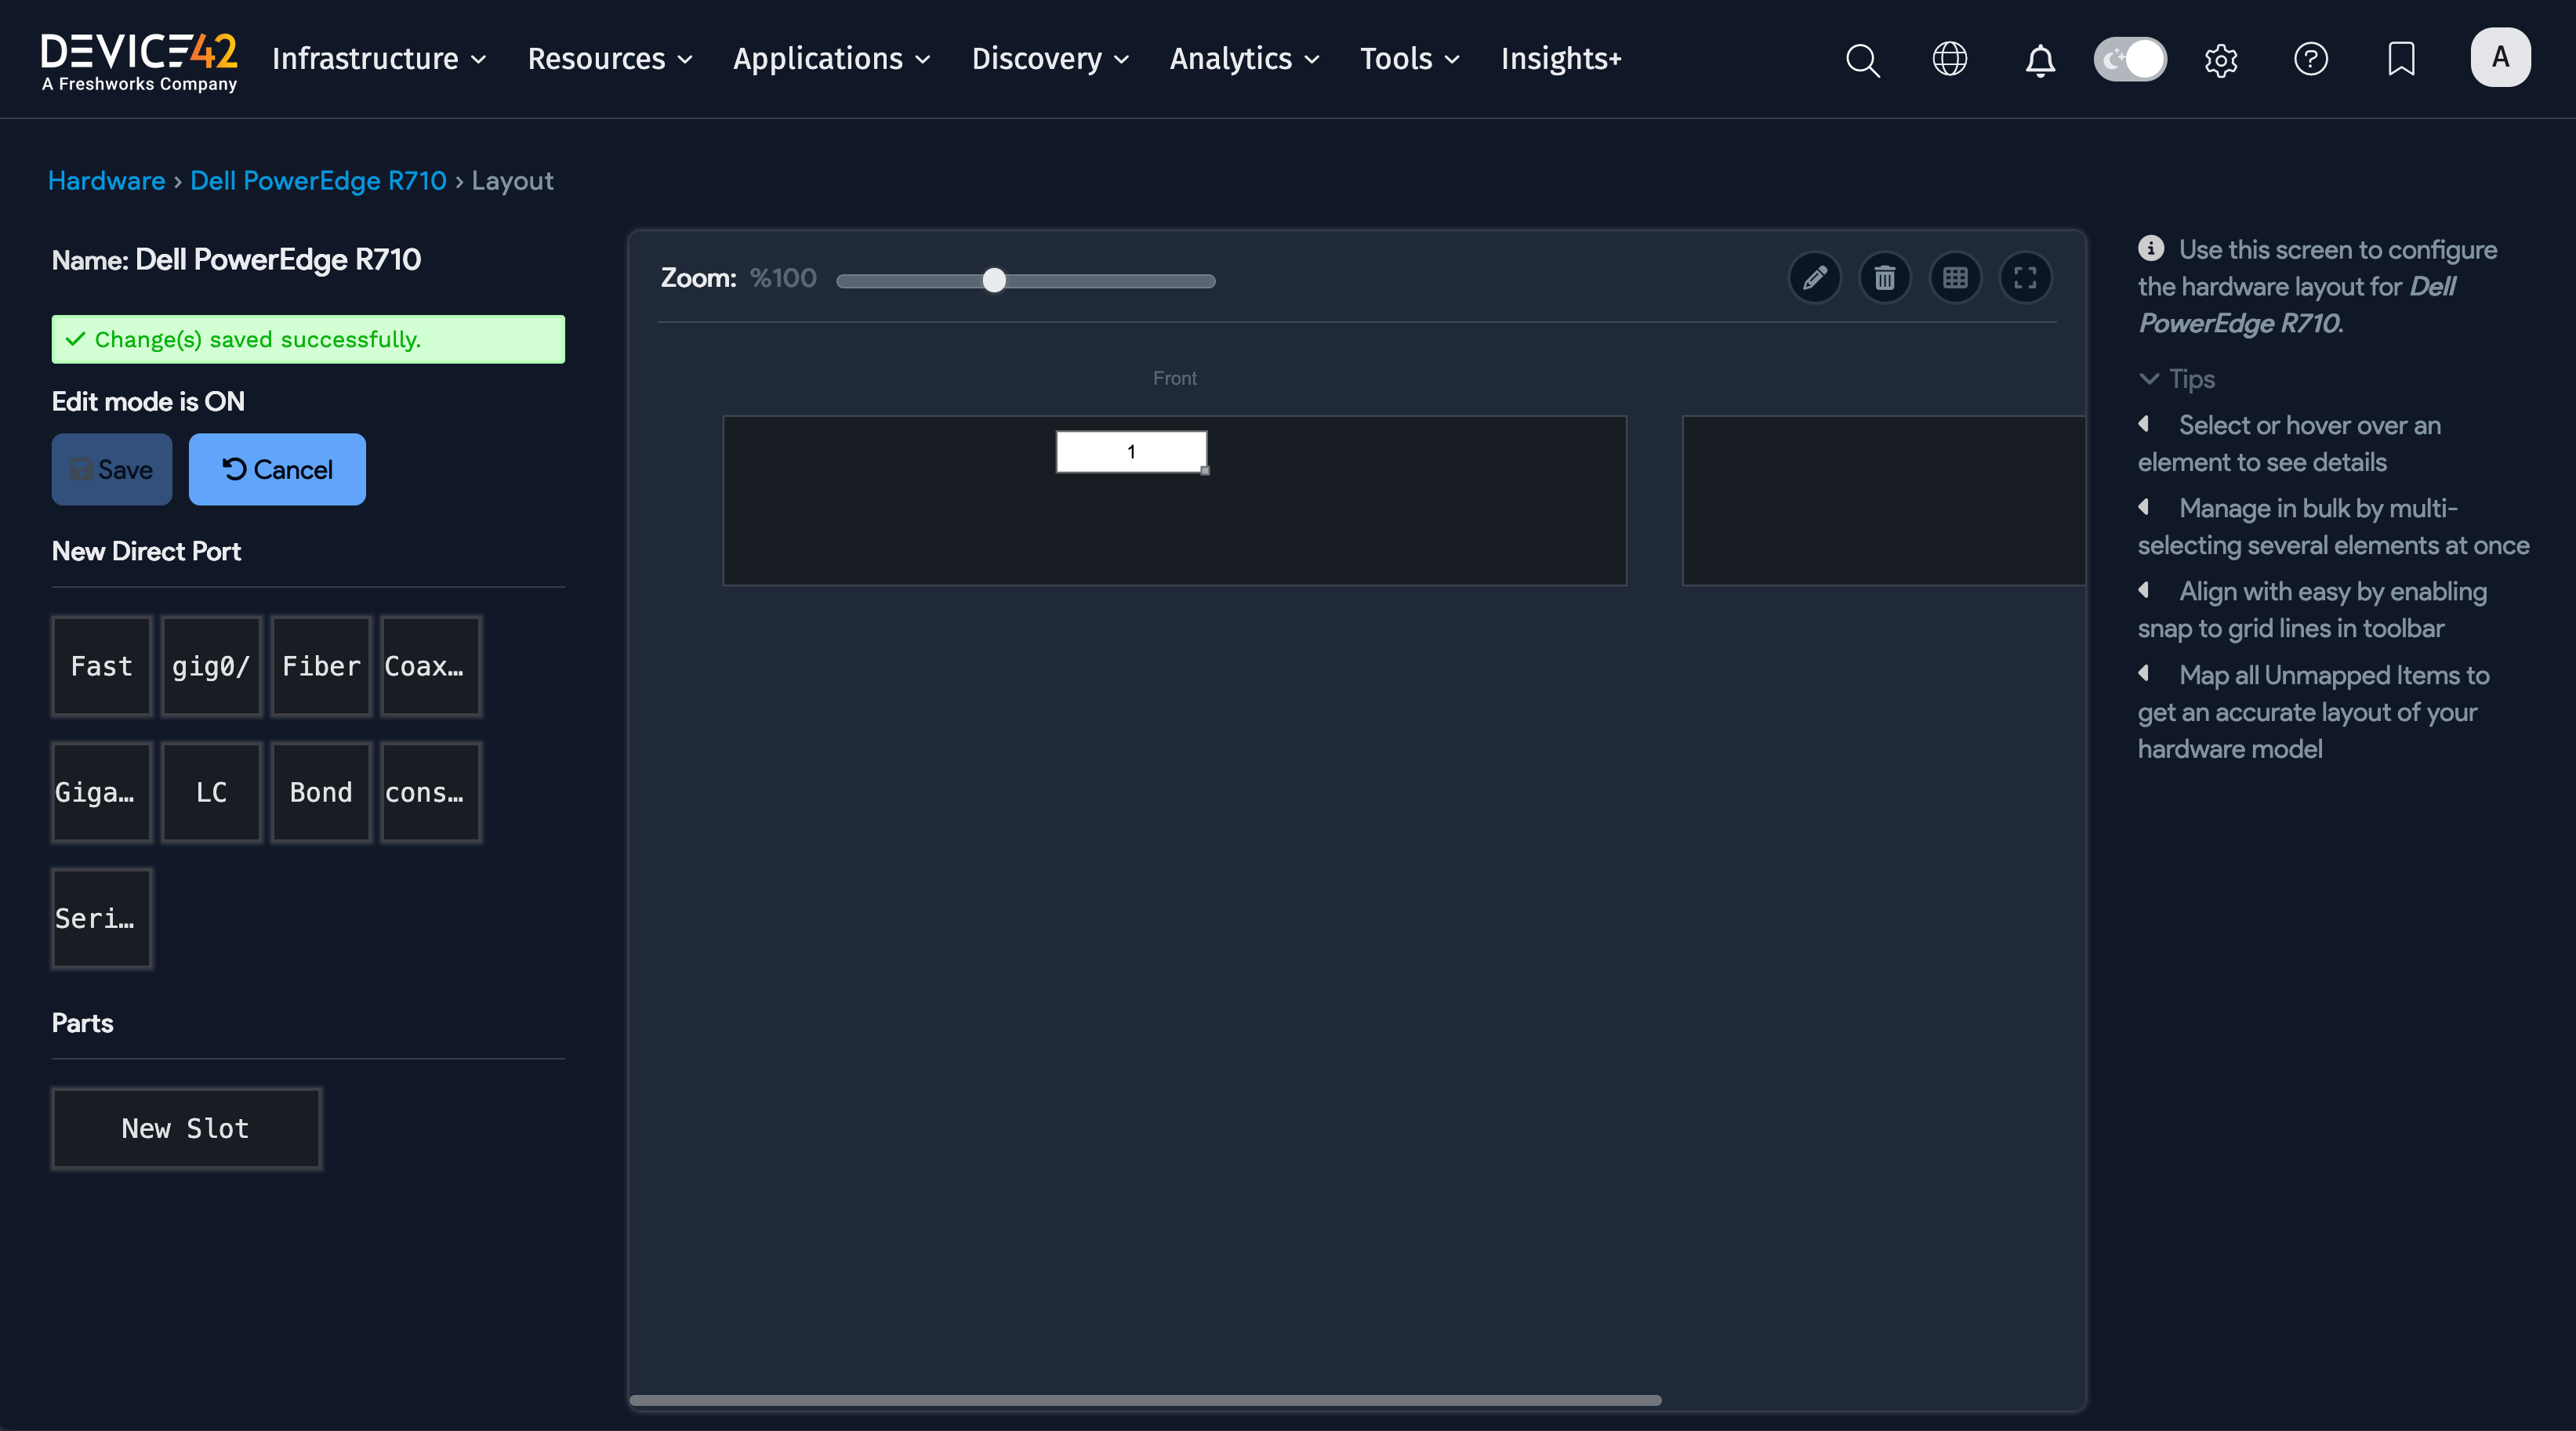 DEVICE42
A Freshworks Company
Infrastructure
Resources
Applications
Discovery
Analytics
Tools
Insights+
A
Hardware › Dell PowerEdge R710 › Layout
Name: Dell PowerEdge R710
Change(s) saved successfully.
Edit mode is ON
Save
Cancel
New Direct Port
Fast
gig0/
Fiber
Coax…
Giga…
LC
Bond
cons…
Seri…
Parts
New Slot
Zoom: %100
Front
1
Use this screen to configure
the hardware layout for Dell
PowerEdge R710.
Tips
Select or hover over an
element to see details
Manage in bulk by multi-
selecting several elements at once
Align with easy by enabling
snap to grid lines in toolbar
Map all Unmapped Items to
get an accurate layout of your
hardware model